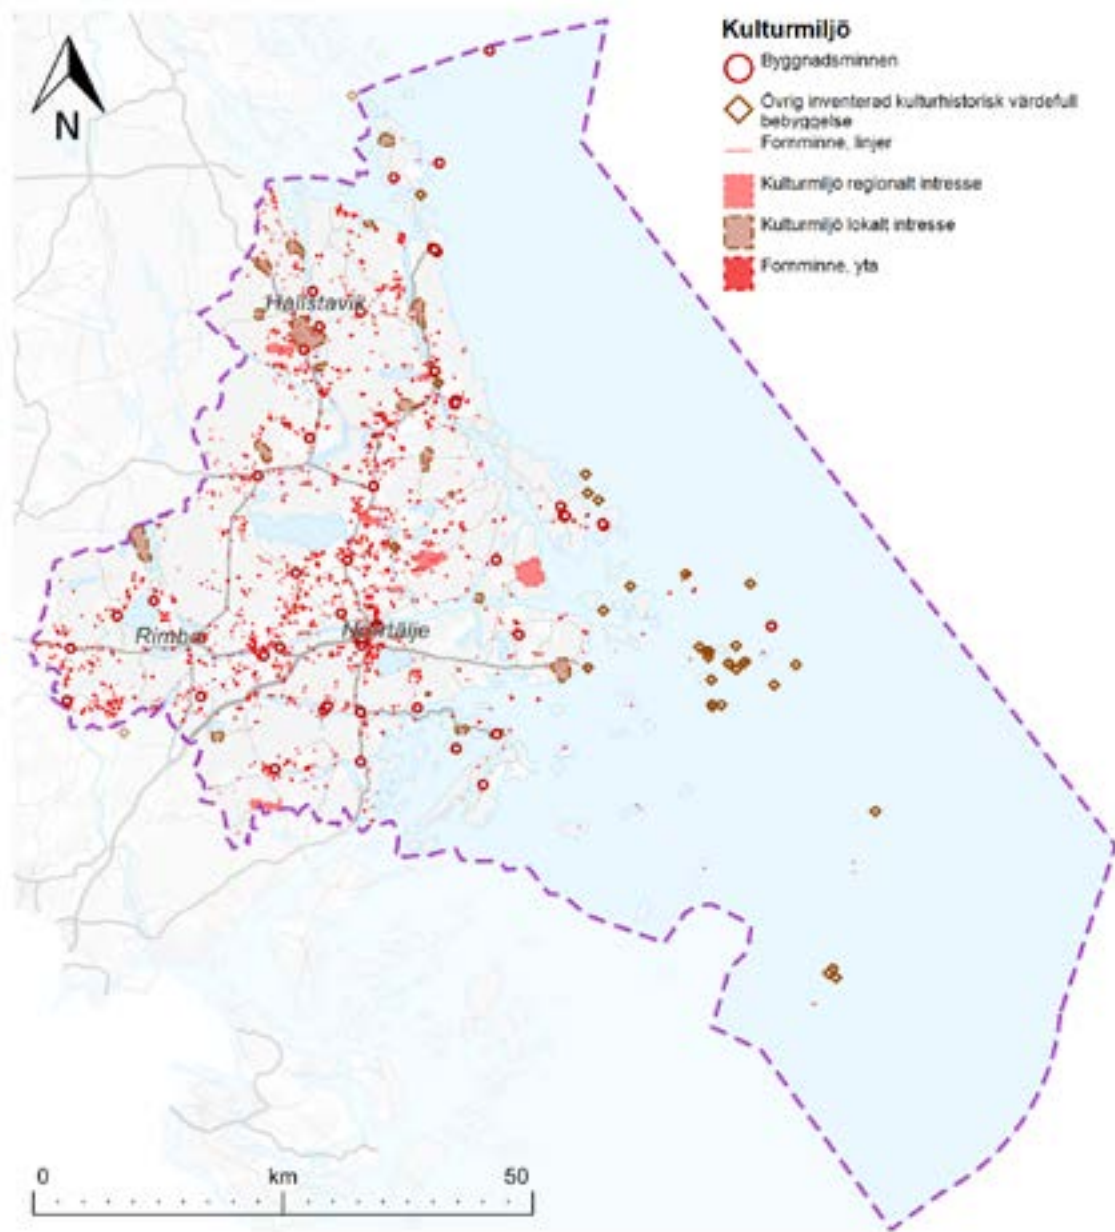 Kulturmiljö
Byggnadsminnen
Övrig inventerad kulturhistorisk värdefull
bebyggelse
Fornminne, linjer
Kulturmiljö regionalt intresse
Kulturmiljö lokalt intresse
Fornminne, yta
N
Hallstavik
Rimbo
Norrtälje
0 km 50